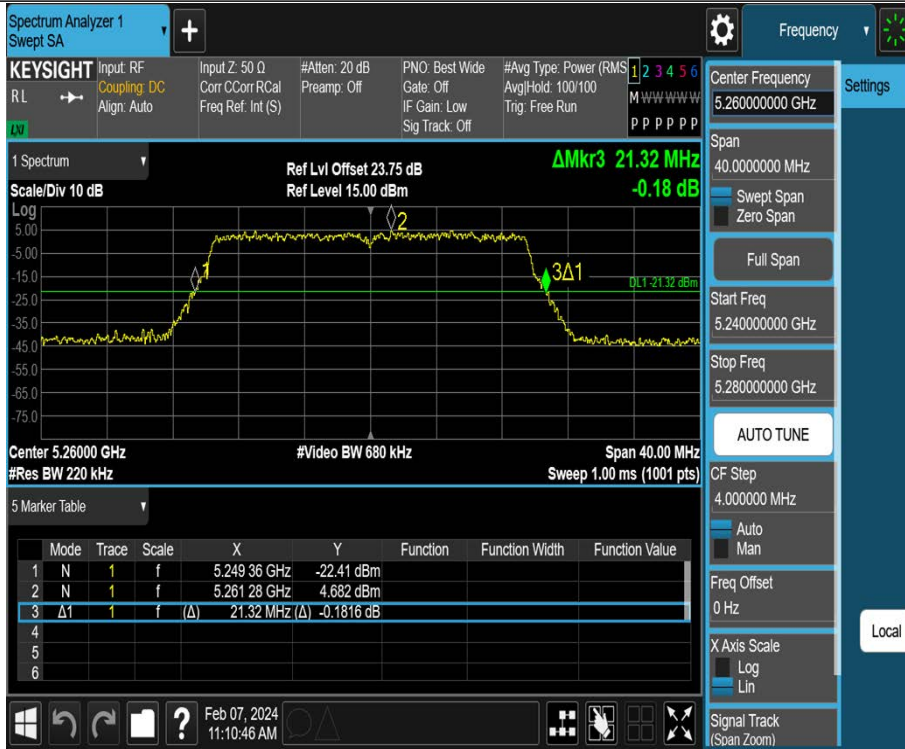 Spectrum Analyzer 1
Swept SA
+
Frequency
KEYSIGHT
RL
LXI
Input: RF
Coupling: DC
Align: Auto
Input Z: 50 Ω
Corr CCorr RCal
Freq Ref: Int (S)
#Atten: 20 dB
Preamp: Off
PNO: Best Wide
Gate: Off
IF Gain: Low
Sig Track: Off
#Avg Type: Power (RMS
Avg|Hold: 100/100
Trig: Free Run
1 2 3 4 5 6
M W W W W W
P P P P P P
1 Spectrum
Scale/Div 10 dB
Ref Lvl Offset 23.75 dB
Ref Level 15.00 dBm
ΔMkr3 21.32 MHz
-0.18 dB
Log
5.00
-5.00
-15.0
-25.0
-35.0
-45.0
-55.0
-65.0
-75.0
1
2
3Δ1
DL1 -21.32 dBm
Center 5.26000 GHz
#Video BW 680 kHz
Span 40.00 MHz
#Res BW 220 kHz
Sweep 1.00 ms (1001 pts)
5 Marker Table
Mode Trace Scale X Y Function Function Width Function Value
1 N 1 f 5.249 36 GHz -22.41 dBm
2 N 1 f 5.261 28 GHz 4.682 dBm
3 Δ1 1 f (Δ) 21.32 MHz (Δ) -0.1816 dB
4
5
6
?
Feb 07, 2024
11:10:46 AM
Center Frequency
5.260000000 GHz
Span
40.0000000 MHz
Swept Span
Zero Span
Full Span
Start Freq
5.240000000 GHz
Stop Freq
5.280000000 GHz
AUTO TUNE
CF Step
4.000000 MHz
Auto
Man
Freq Offset
0 Hz
X Axis Scale
Log
Lin
Signal Track
(Span Zoom)
Settings
Local